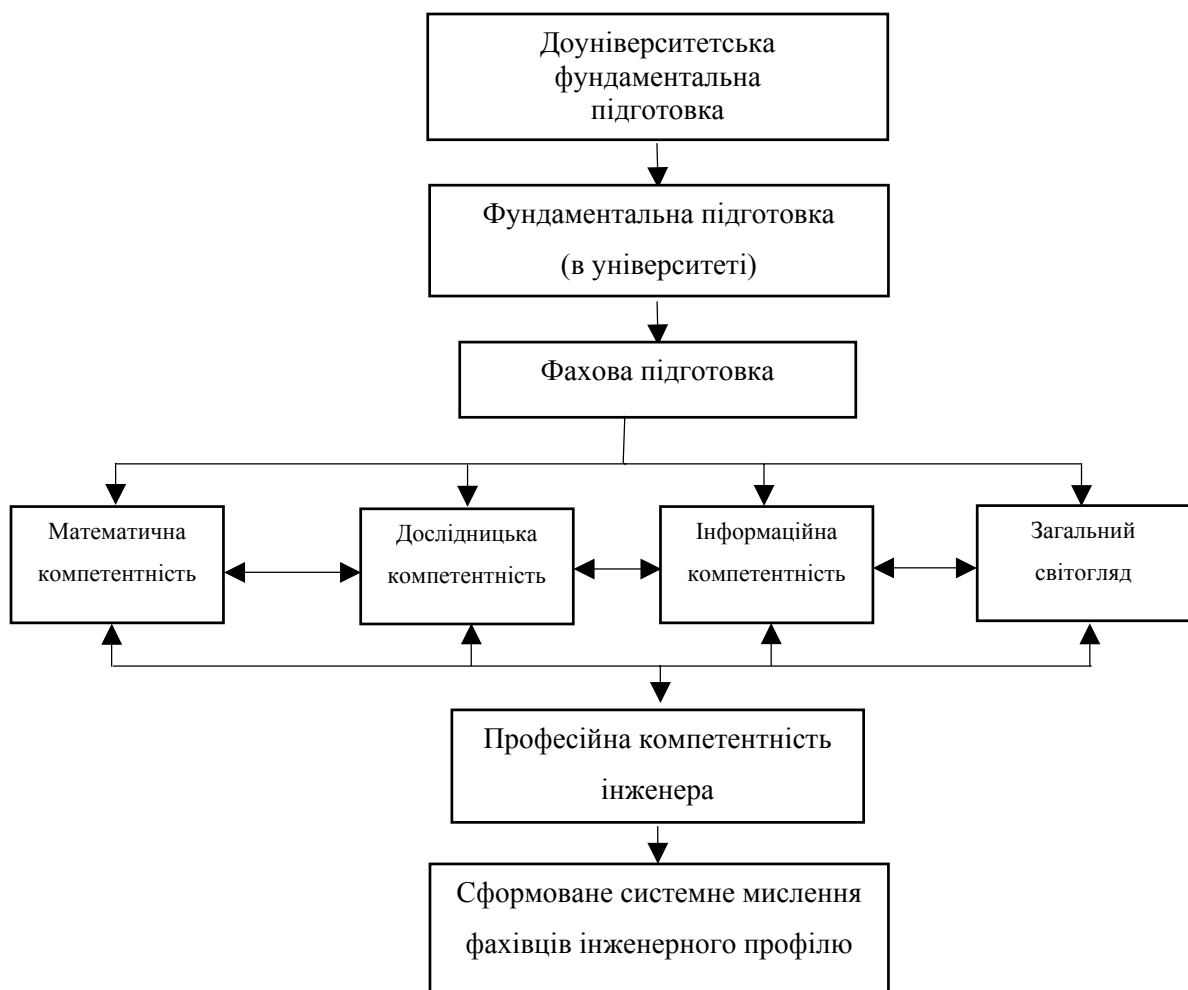 Доуніверситетська
фундаментальна
підготовка
Фундаментальна підготовка
(в університеті)
Фахова підготовка
Математична
компетентність
Дослідницька
компетентність
Інформаційна
компетентність
Загальний
світогляд
Професійна компетентність
інженера
Сформоване системне мислення
фахівців інженерного профілю